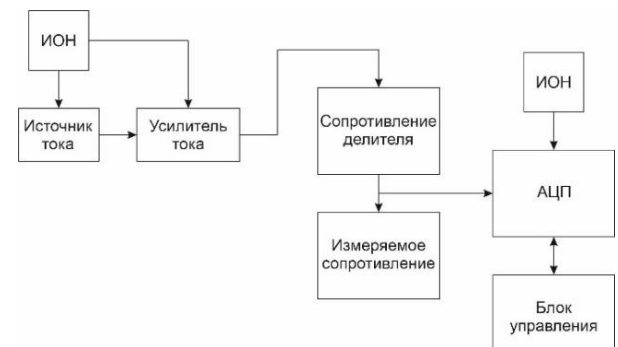 ИОН
Источник
тока
Усилитель
тока
Сопротивление
делителя
Измеряемое
сопротивление
ИОН
АЦП
Блок
управления